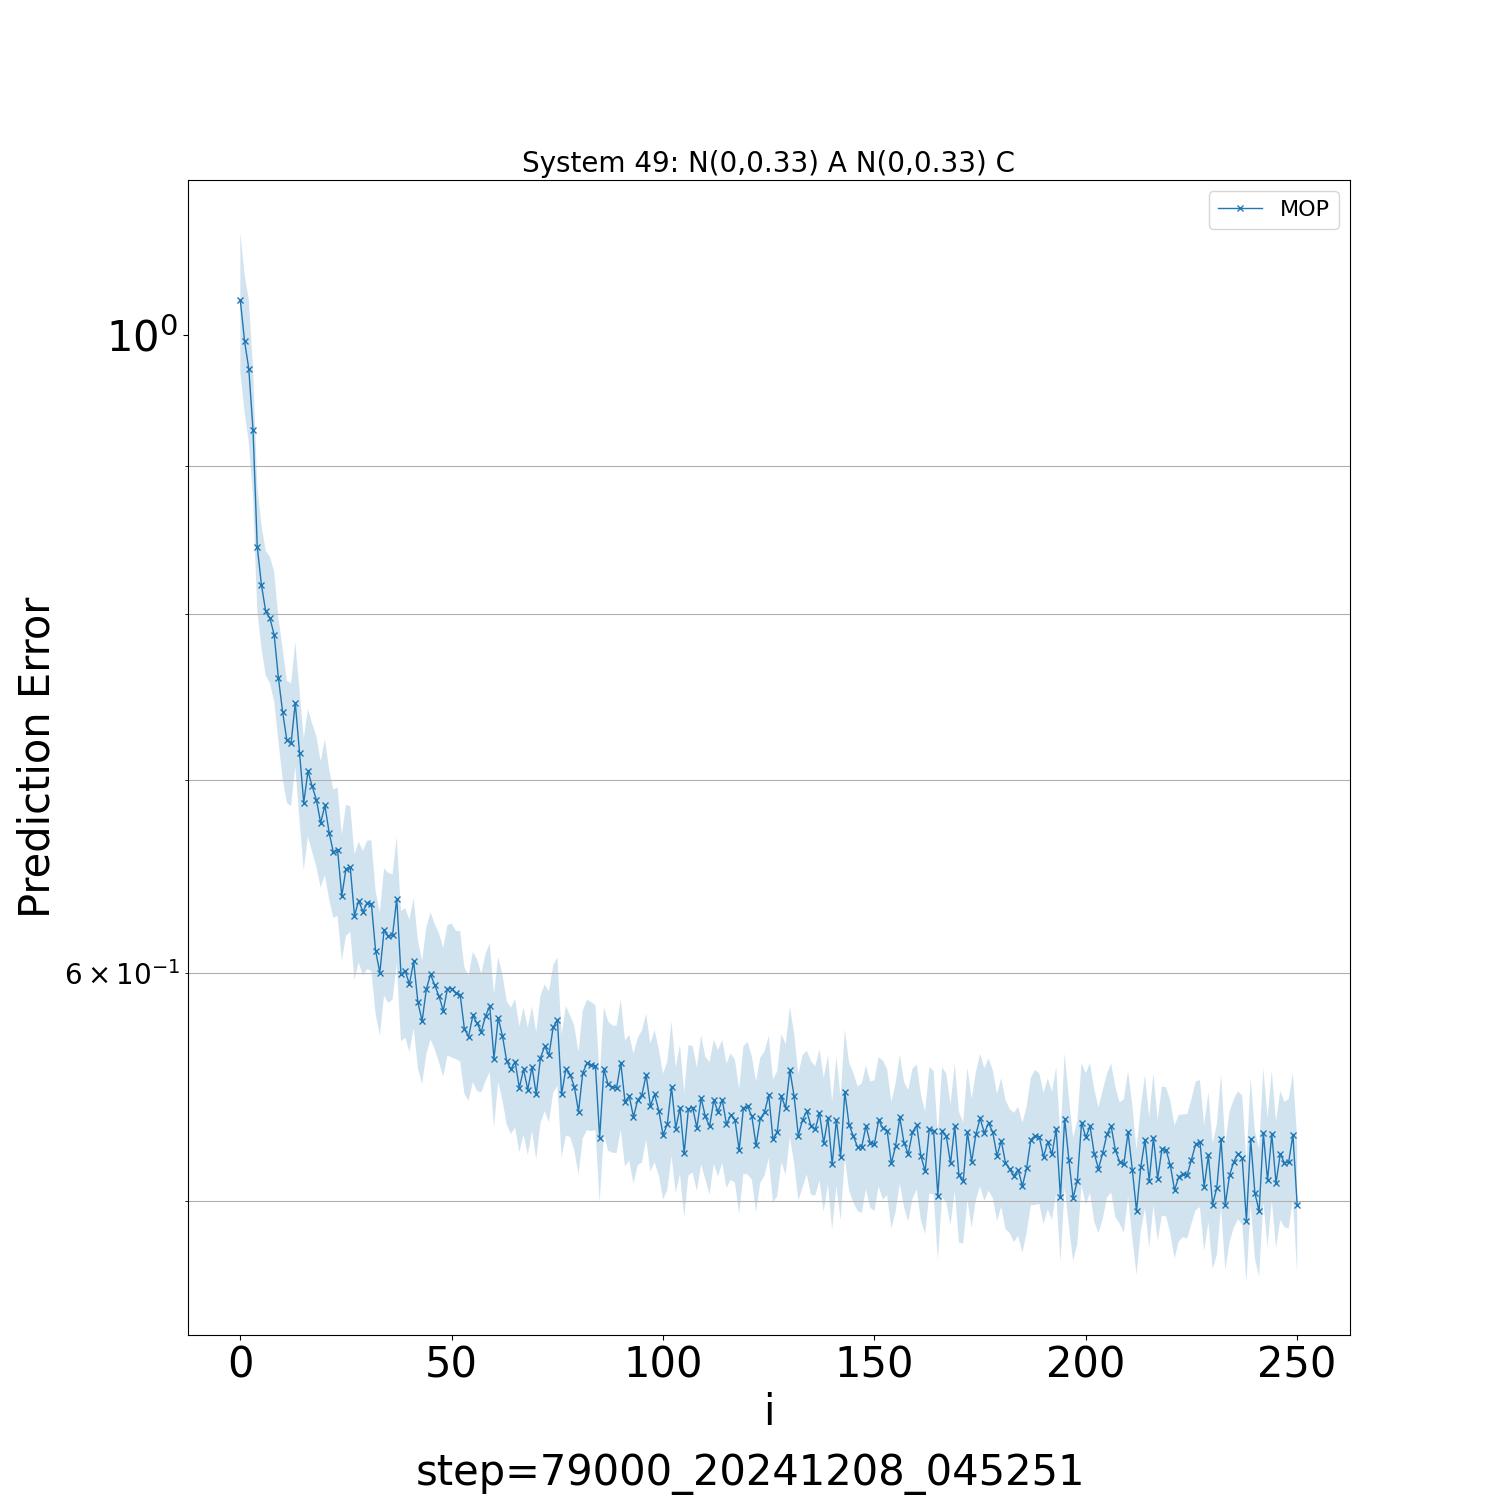 System 49: N(0,0.33) A N(0,0.33) C
MOP
10⁰
6 × 10⁻¹
Prediction Error
0 50 100 150 200 250
i
step=79000_20241208_045251